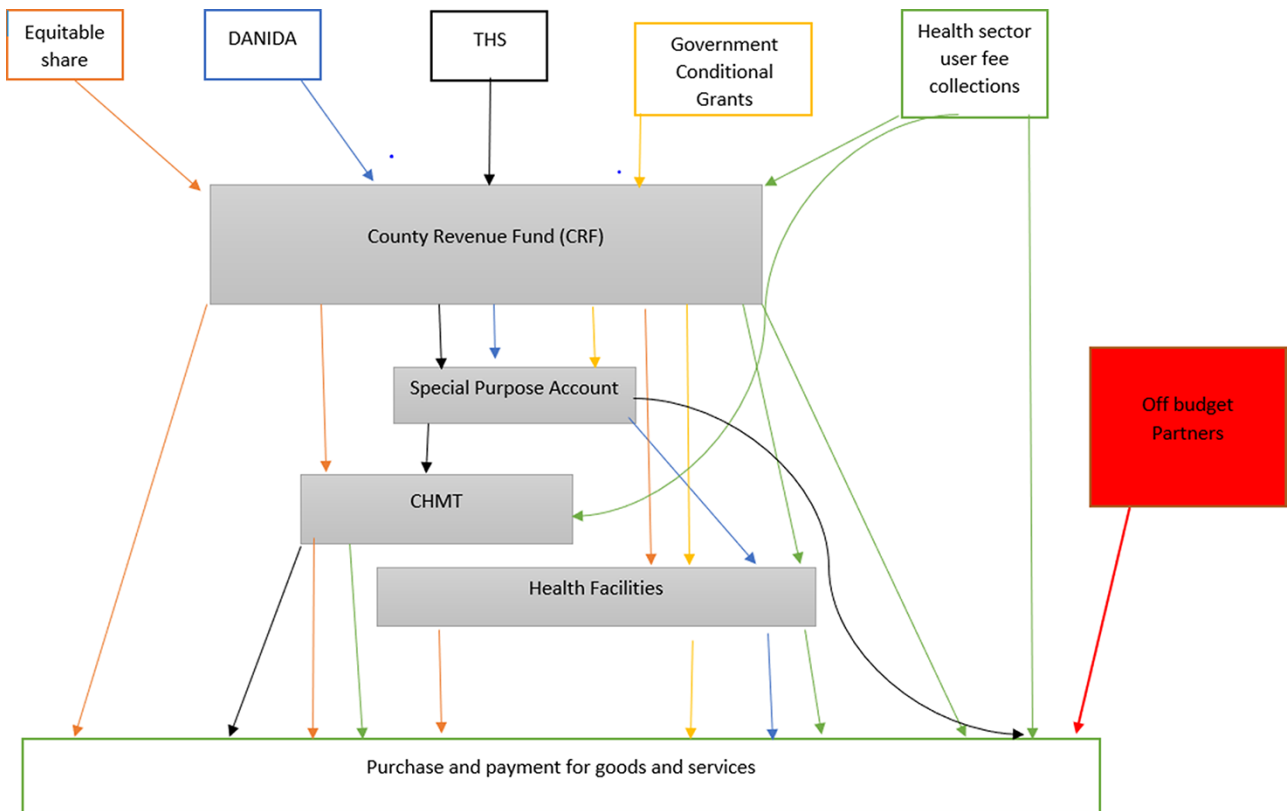 Equitable
share
DANIDA
THS
Government
Conditional
Grants
Health sector
user fee
collections
County Revenue Fund (CRF)
Special Purpose Account
Off budget
Partners
CHMT
Health Facilities
Purchase and payment for goods and services